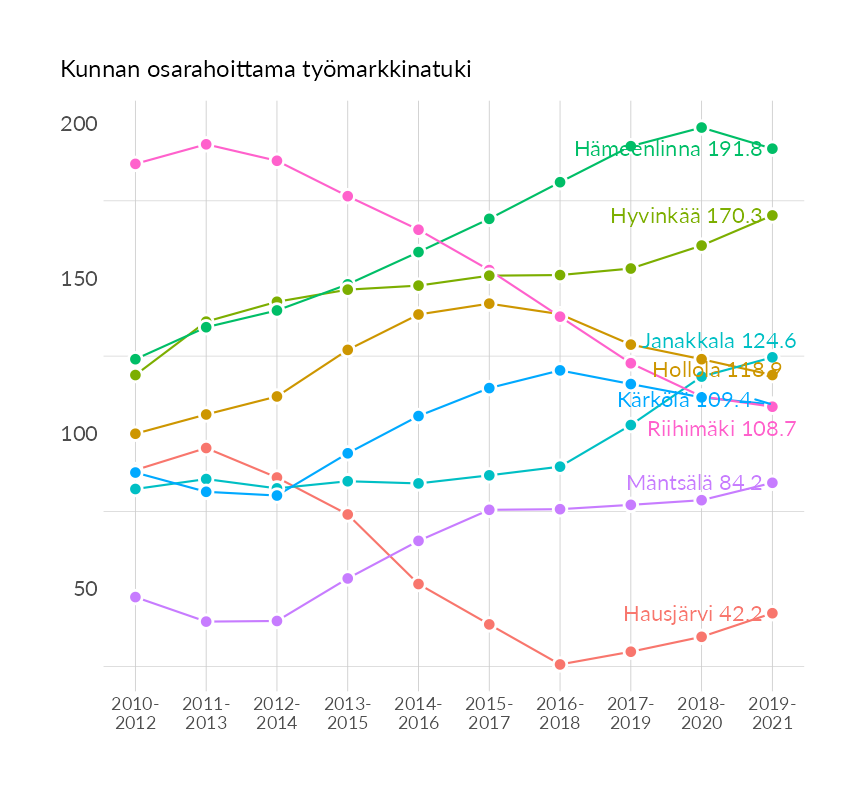 Kunnan osarahoittama työmarkkinatuki
200
150
100
50
Hämeenlinna 191.8
Hyvinkää 170.3
Janakkala 124.6
Hollola 118.9
Kärkölä 109.4
Riihimäki 108.7
Mäntsälä 84.2
Hausjärvi 42.2
2010-
2012
2011-
2013
2012-
2014
2013-
2015
2014-
2016
2015-
2017
2016-
2018
2017-
2019
2018-
2020
2019-
2021